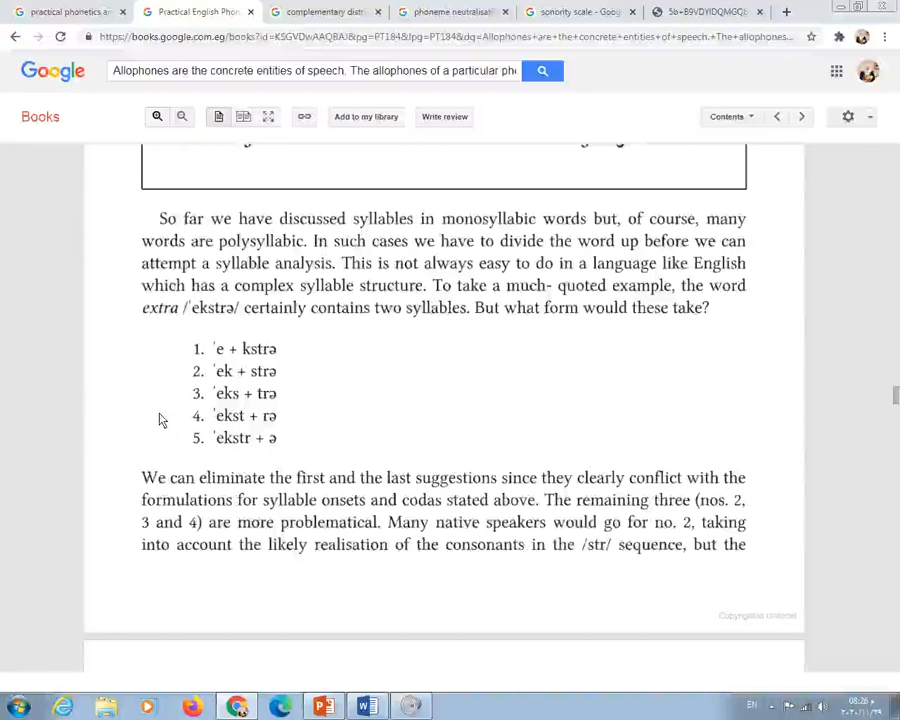 practical phonetics a
Practical English Phon
complementary distri
phoneme neutralisat
sonority scale - Goog
5b+B9VDYIDQMGQL
https://books.google.com.eg/books?id=K5GVDwAAQBAJ&pg=PT184&lpg=PT184&dq=Allophones+are+the+concrete+entities+of+speech.+The+allophones+of+a+particular+phonem...
Google
Allophones are the concrete entities of speech. The allophones of a particular pho
Books
Add to my library
Write review
Contents
So far we have discussed syllables in monosyllabic words but, of course, many
words are polysyllabic. In such cases we have to divide the word up before we can
attempt a syllable analysis. This is not always easy to do in a language like English
which has a complex syllable structure. To take a much- quoted example, the word
extra /ˈekstrə/ certainly contains two syllables. But what form would these take?
1. ˈe + kstrə
2. ˈek + strə
3. ˈeks + trə
4. ˈekst + rə
5. ˈekstr + ə
We can eliminate the first and the last suggestions since they clearly conflict with the
formulations for syllable onsets and codas stated above. The remaining three (nos. 2,
3 and 4) are more problematical. Many native speakers would go for no. 2, taking
into account the likely realisation of the consonants in the /str/ sequence, but the
Copyrighted material
EN
08:26 م